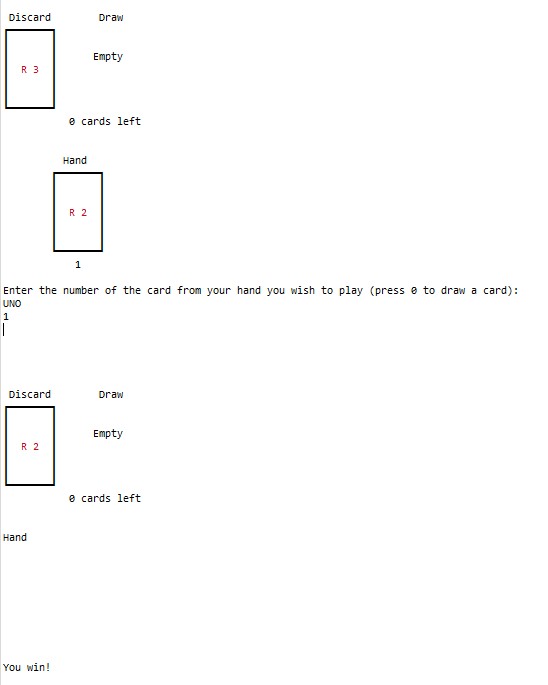 Discard Draw
Empty
R 3
0 cards left
Hand
R 2
1
Enter the number of the card from your hand you wish to play (press 0 to draw a card):
UNO
1
Discard Draw
Empty
R 2
0 cards left
Hand
You win!